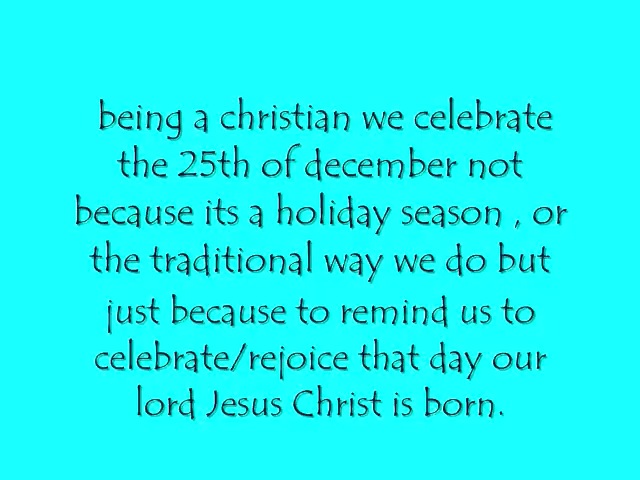 being a christian we celebrate
the 25th of december not
because its a holiday season , or
the traditional way we do but
just because to remind us to
celebrate/rejoice that day our
lord Jesus Christ is born.